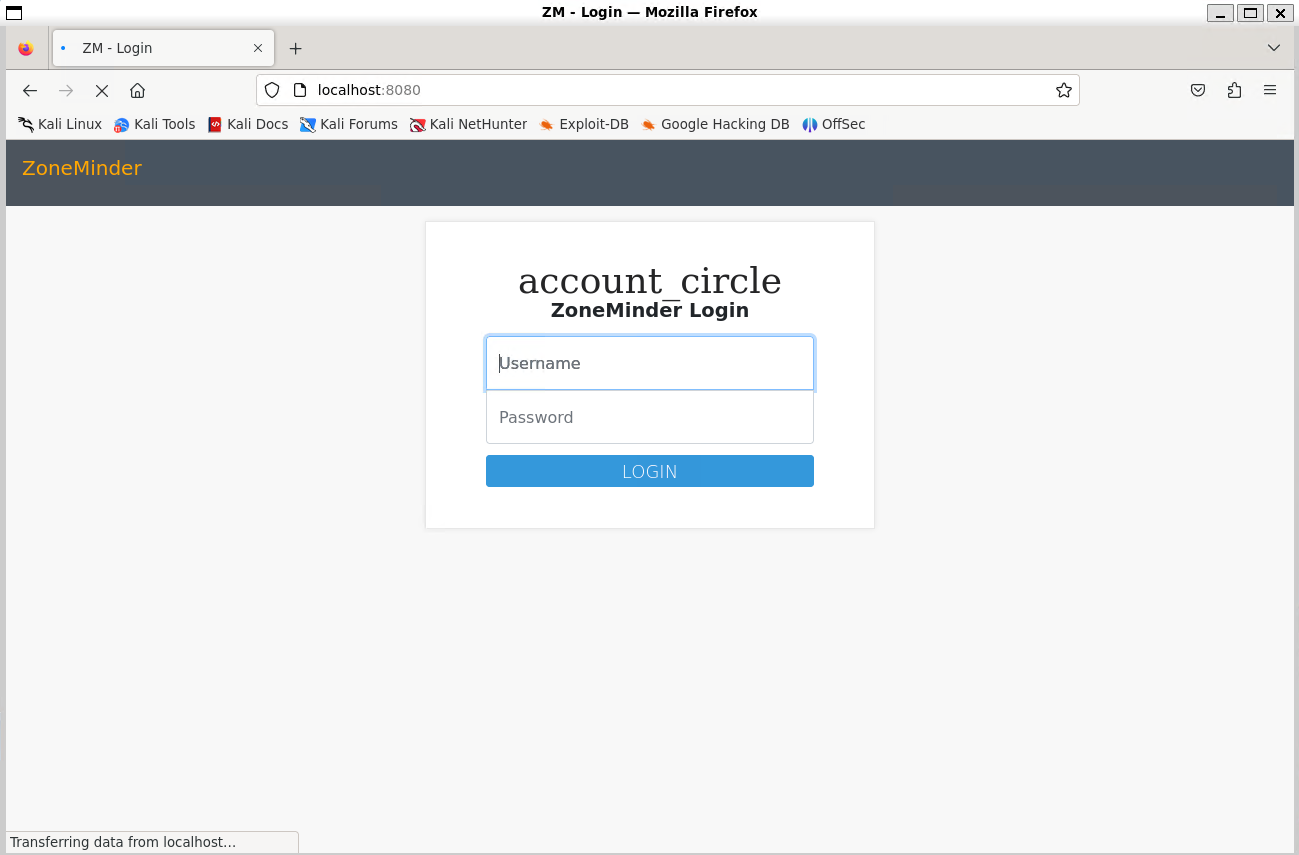 ZM - Login — Mozilla Firefox
ZM - Login
localhost:8080
Kali Linux Kali Tools Kali Docs Kali Forums Kali NetHunter Exploit-DB Google Hacking DB OffSec
ZoneMinder
account_circle
ZoneMinder Login
Username
Password
LOGIN
Transferring data from localhost…